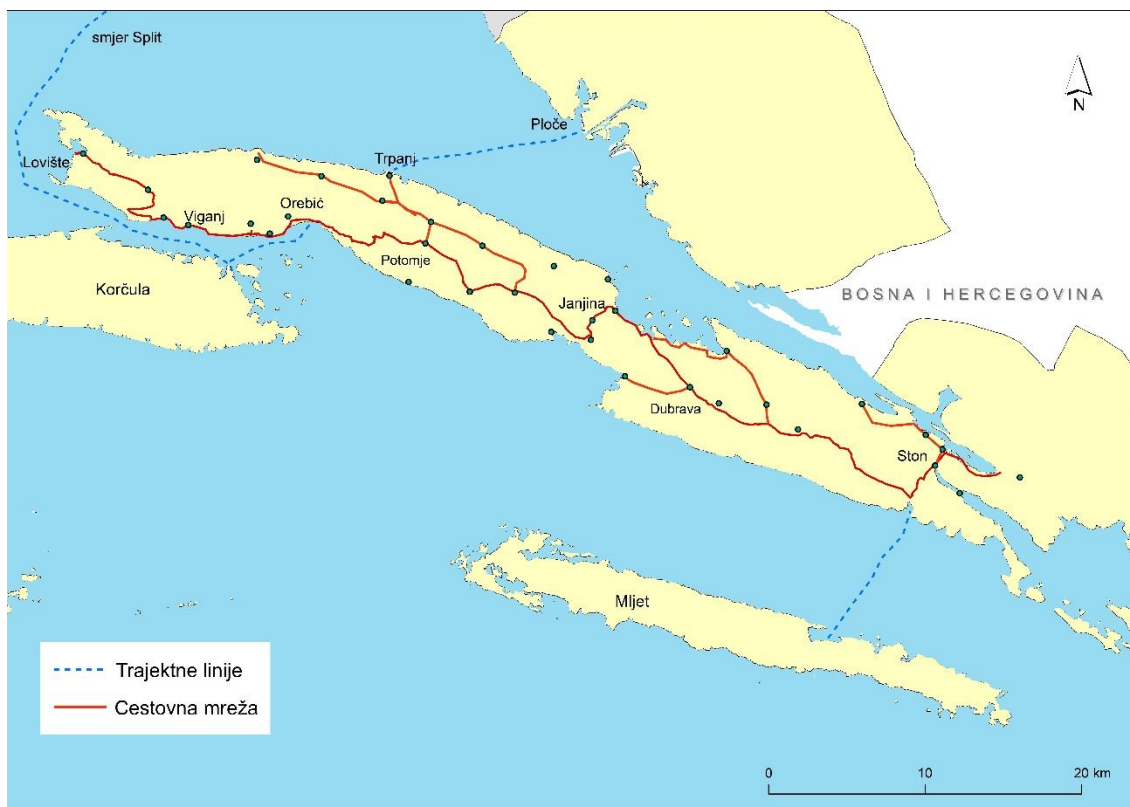 smjer Split
N
Ploče
Trpanj
Lovište
Orebić
Viganj
Potomje
Korčula
BOSNA I HERCEGOVINA
Janjina
Dubrava
Ston
Mljet
Trajektne linije
Cestovna mreža
0 10 20 km